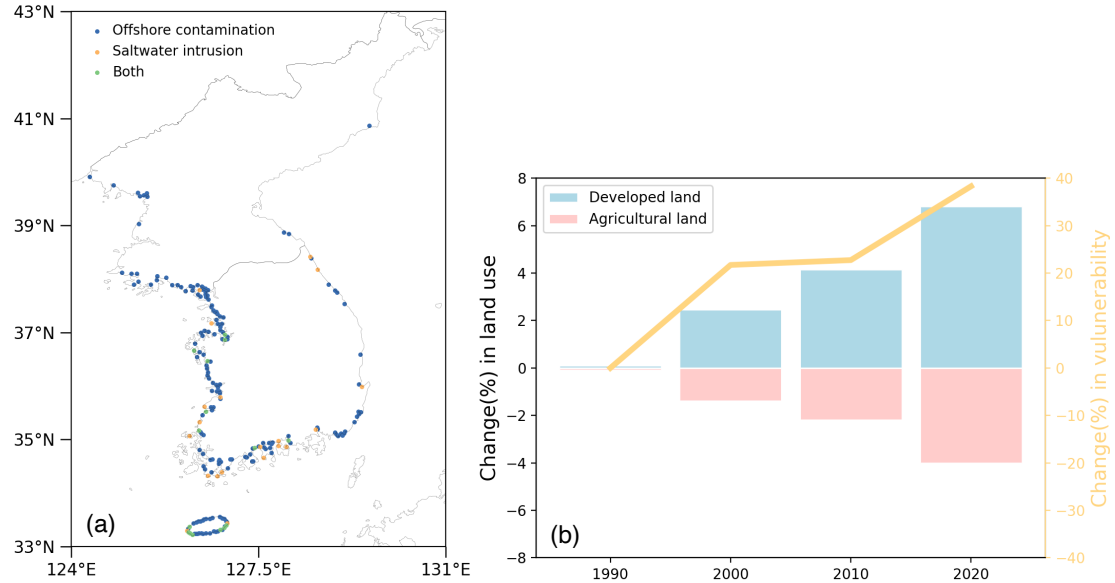 43°N
Offshore contamination
Saltwater intrusion
Both
41°N
39°N
37°N
35°N
33°N
(a)
124°E
127.5°E
131°E
Change(%) in land use
8
6
4
2
0
−2
−4
−6
−8
Developed land
Agricultural land
(b)
1990
2000
2010
2020
40
30
20
10
0
−10
−20
−30
−40
Change(%) in vulunerability